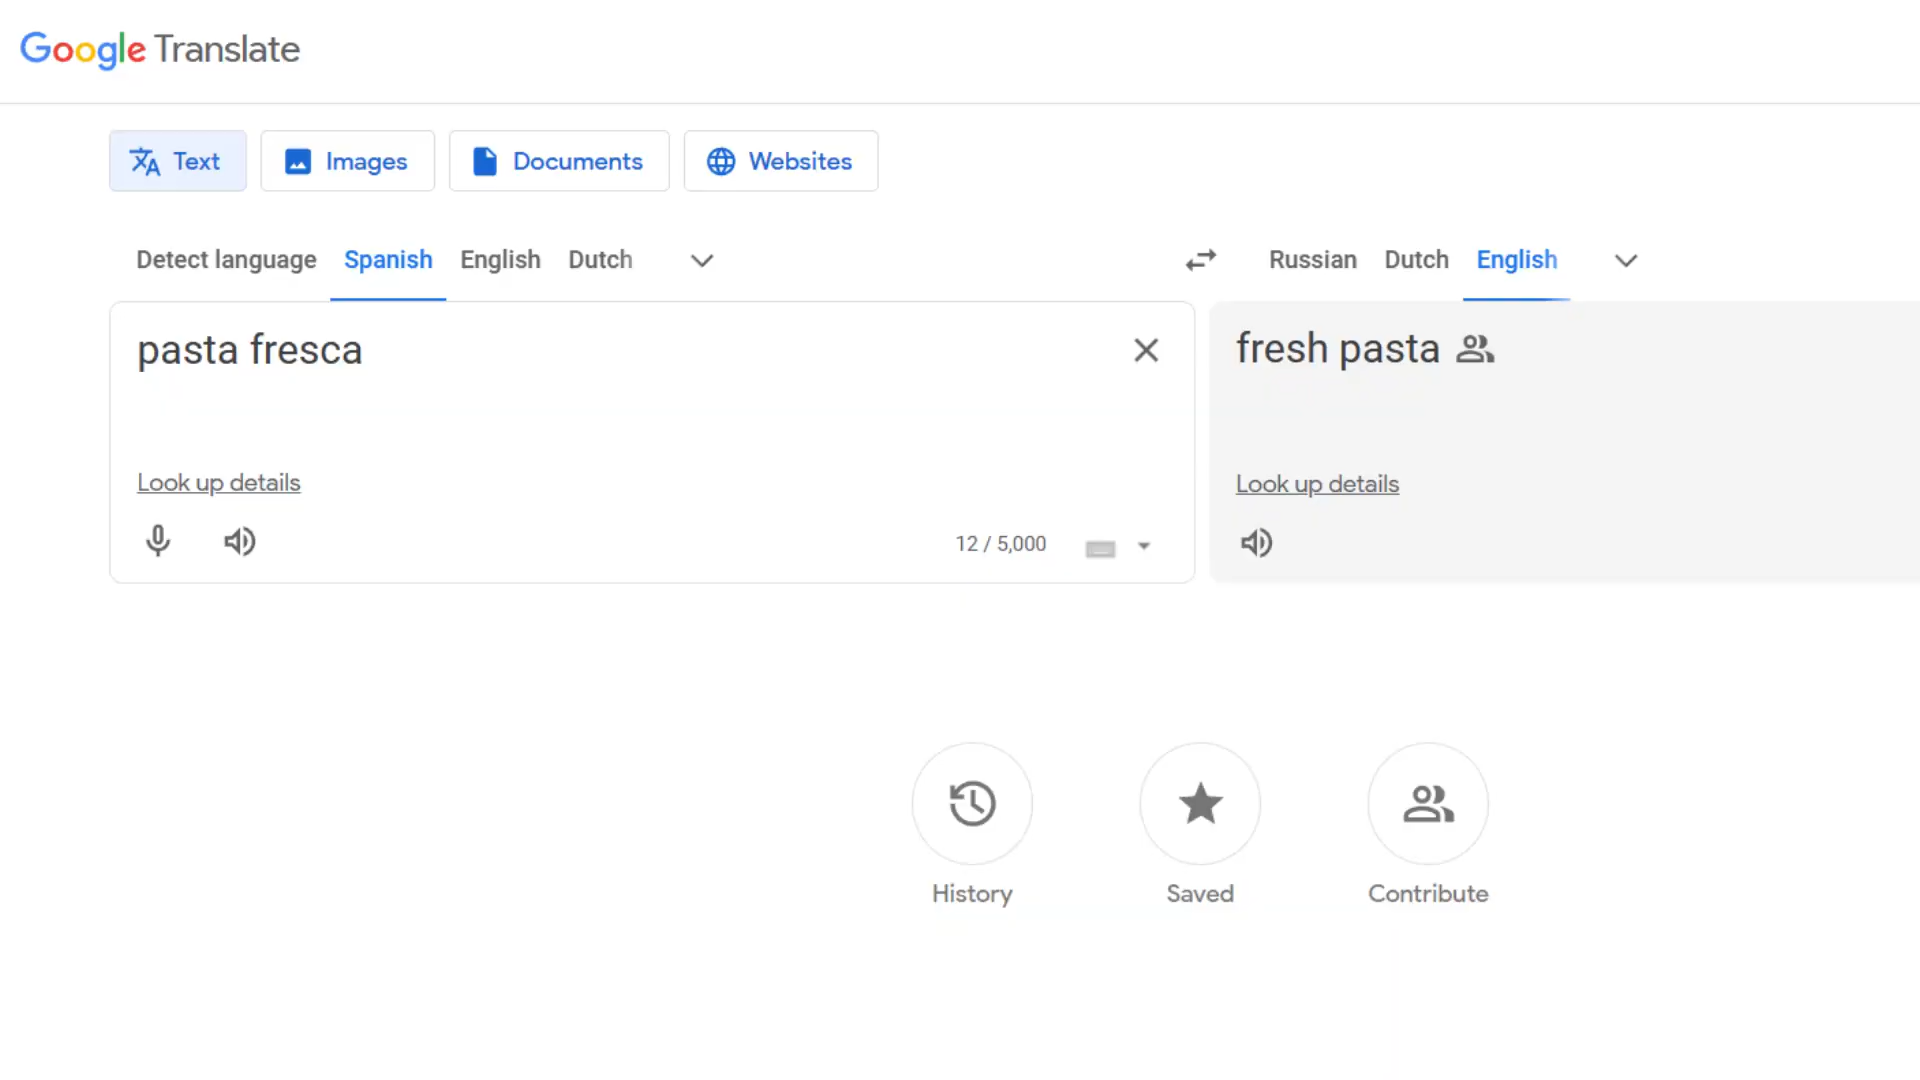 Google Translate
Text Images Documents Websites
Detect language Spanish English Dutch Russian Dutch English
pasta fresca
fresh pasta
Look up details
Look up details
12 / 5,000
History Saved Contribute